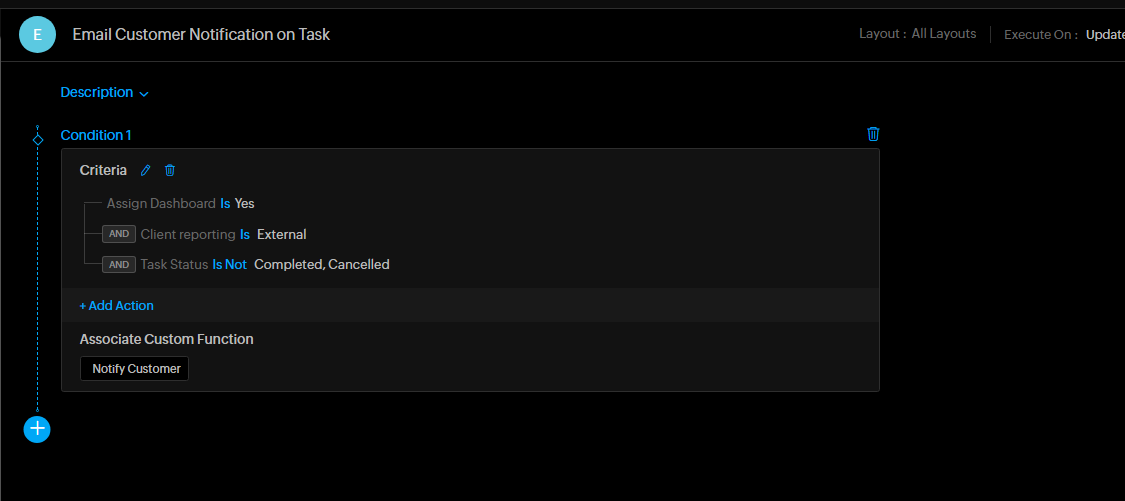 E Email Customer Notification on Task Layout : All Layouts Execute On : Update
Description
Condition 1
Criteria
Assign Dashboard Is Yes
AND Client reporting Is External
AND Task Status Is Not Completed, Cancelled
+ Add Action
Associate Custom Function
Notify Customer